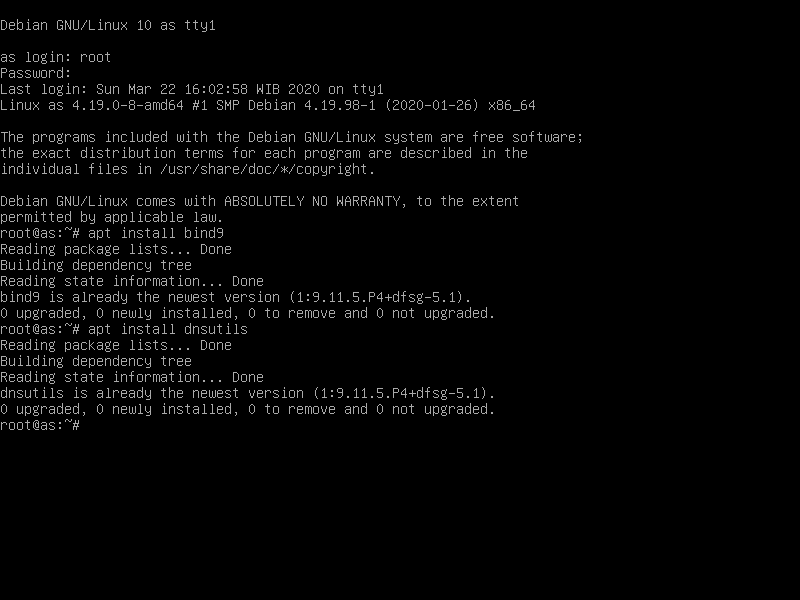 Debian GNU/Linux 10 as tty1
as login: root
Password:
Last login: Sun Mar 22 16:02:58 WIB 2020 on tty1
Linux as 4.19.0-8-amd64 #1 SMP Debian 4.19.98-1 (2020-01-26) x86_64
The programs included with the Debian GNU/Linux system are free software;
the exact distribution terms for each program are described in the
individual files in /usr/share/doc/*/copyright.
Debian GNU/Linux comes with ABSOLUTELY NO WARRANTY, to the extent
permitted by applicable law.
root@as:~# apt install bind9
Reading package lists... Done
Building dependency tree
Reading state information... Done
bind9 is already the newest version (1:9.11.5.P4+dfsg-5.1).
0 upgraded, 0 newly installed, 0 to remove and 0 not upgraded.
root@as:~# apt install dnsutils
Reading package lists... Done
Building dependency tree
Reading state information... Done
dnsutils is already the newest version (1:9.11.5.P4+dfsg-5.1).
0 upgraded, 0 newly installed, 0 to remove and 0 not upgraded.
root@as:~#